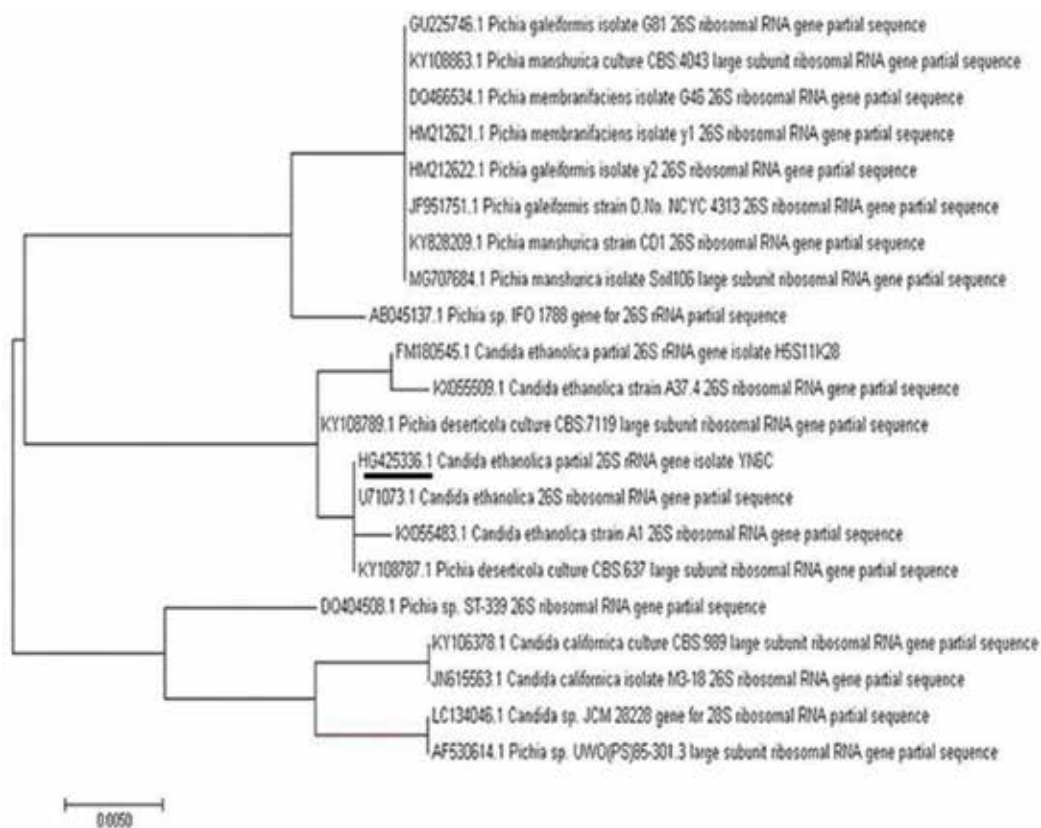 GU225746.1 Pichia galeiformis isolate G81 26S ribosomal RNA gene partial sequence
KY108863.1 Pichia manshurica culture CBS:4043 large subunit ribosomal RNA gene partial sequence
DO466534.1 Pichia membranifaciens isolate G46 26S ribosomal RNA gene partial sequence
HM212621.1 Pichia membranifaciens isolate y1 26S ribosomal RNA gene partial sequence
HM212622.1 Pichia galeiformis isolate y2 26S ribosomal RNA gene partial sequence
JF951751.1 Pichia galeiformis strain D.No. NCYC 4313 26S ribosomal RNA gene partial sequence
KY828209.1 Pichia manshurica strain CD1 26S ribosomal RNA gene partial sequence
MG707684.1 Pichia manshurica isolate Soil106 large subunit ribosomal RNA gene partial sequence
AB045137.1 Pichia sp. IFO 1788 gene for 26S rRNA partial sequence
FM180545.1 Candida ethanolica partial 26S rRNA gene isolate H5S11K28
KX055509.1 Candida ethanolica strain A37.4 26S ribosomal RNA gene partial sequence
KY108789.1 Pichia deserticola culture CBS:7119 large subunit ribosomal RNA gene partial sequence
HG425336.1 Candida ethanolica partial 26S rRNA gene isolate YN6C
U71073.1 Candida ethanolica 26S ribosomal RNA gene partial sequence
KX055483.1 Candida ethanolica strain A1 26S ribosomal RNA gene partial sequence
KY108787.1 Pichia deserticola culture CBS:637 large subunit ribosomal RNA gene partial sequence
DO404508.1 Pichia sp. ST-339 26S ribosomal RNA gene partial sequence
KY106378.1 Candida californica culture CBS:989 large subunit ribosomal RNA gene partial sequence
JN615563.1 Candida californica isolate M3-18 26S ribosomal RNA gene partial sequence
LC134046.1 Candida sp. JCM 28228 gene for 28S ribosomal RNA partial sequence
AF530614.1 Pichia sp. UWO(PS)85-301.3 large subunit ribosomal RNA gene partial sequence
0.0050